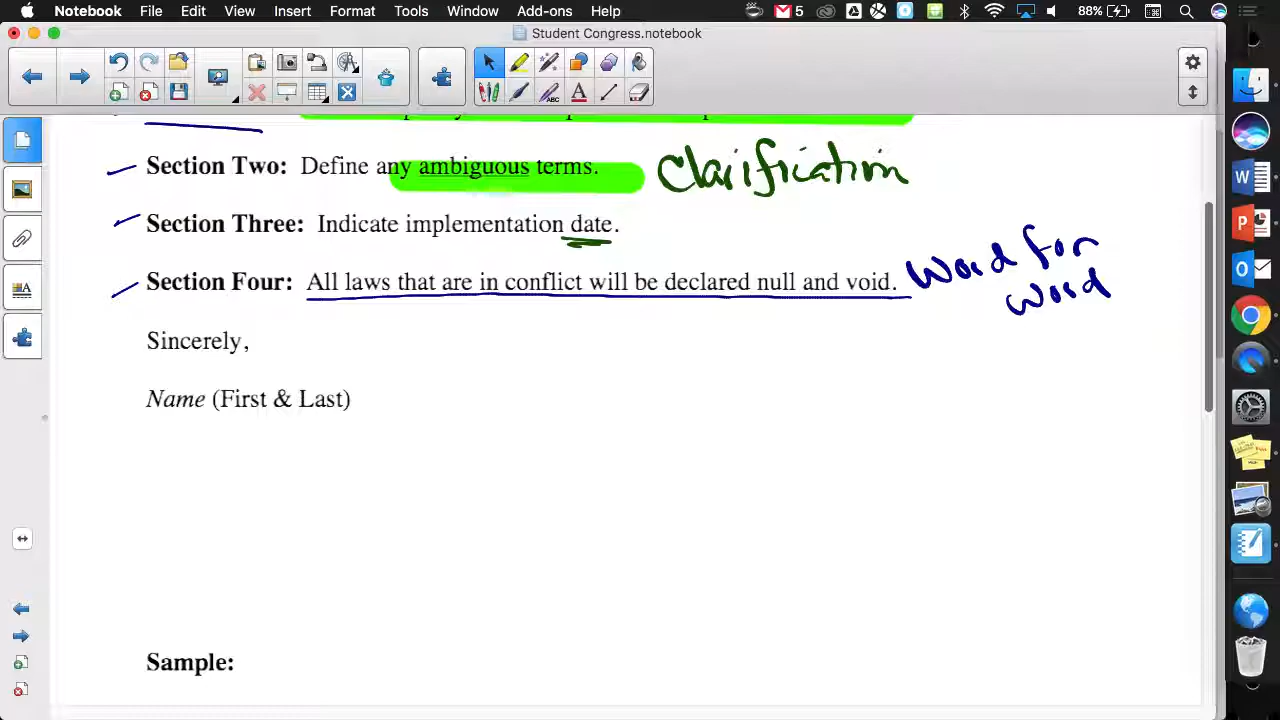 Notebook File Edit View Insert Format Tools Window Add-ons Help 5 88%
Student Congress.notebook
Section Two: Define any ambiguous terms. Clarification
Section Three: Indicate implementation date.
Section Four: All laws that are in conflict will be declared null and void. Word for
word
Sincerely,
Name (First & Last)
Sample: